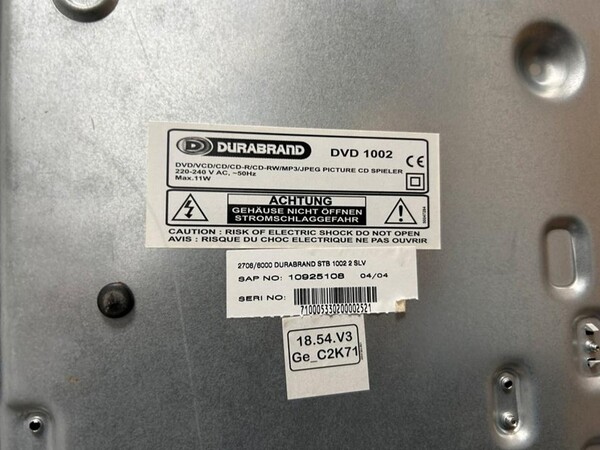 DURABRAND DVD 1002
DVD/VCD/CD/CD-R/CD-RW/MP3/JPEG PICTURE CD SPIELER
220-240 V AC, ~50Hz
Max.11W
CE
ACHTUNG
GEHÄUSE NICHT ÖFFNEN
STROMSCHLAGGEFAHR
CAUTION : RISK OF ELECTRIC SHOCK DO NOT OPEN
AVIS : RISQUE DU CHOC ELECTRIQUE NE PAS OUVRIR
2706/6000 DURABRAND STB 1002 2 SLV
SAP NO: 10925108 04/04
SERI NO:
7100053302000002521
18.54.V3
Ge_C2K71